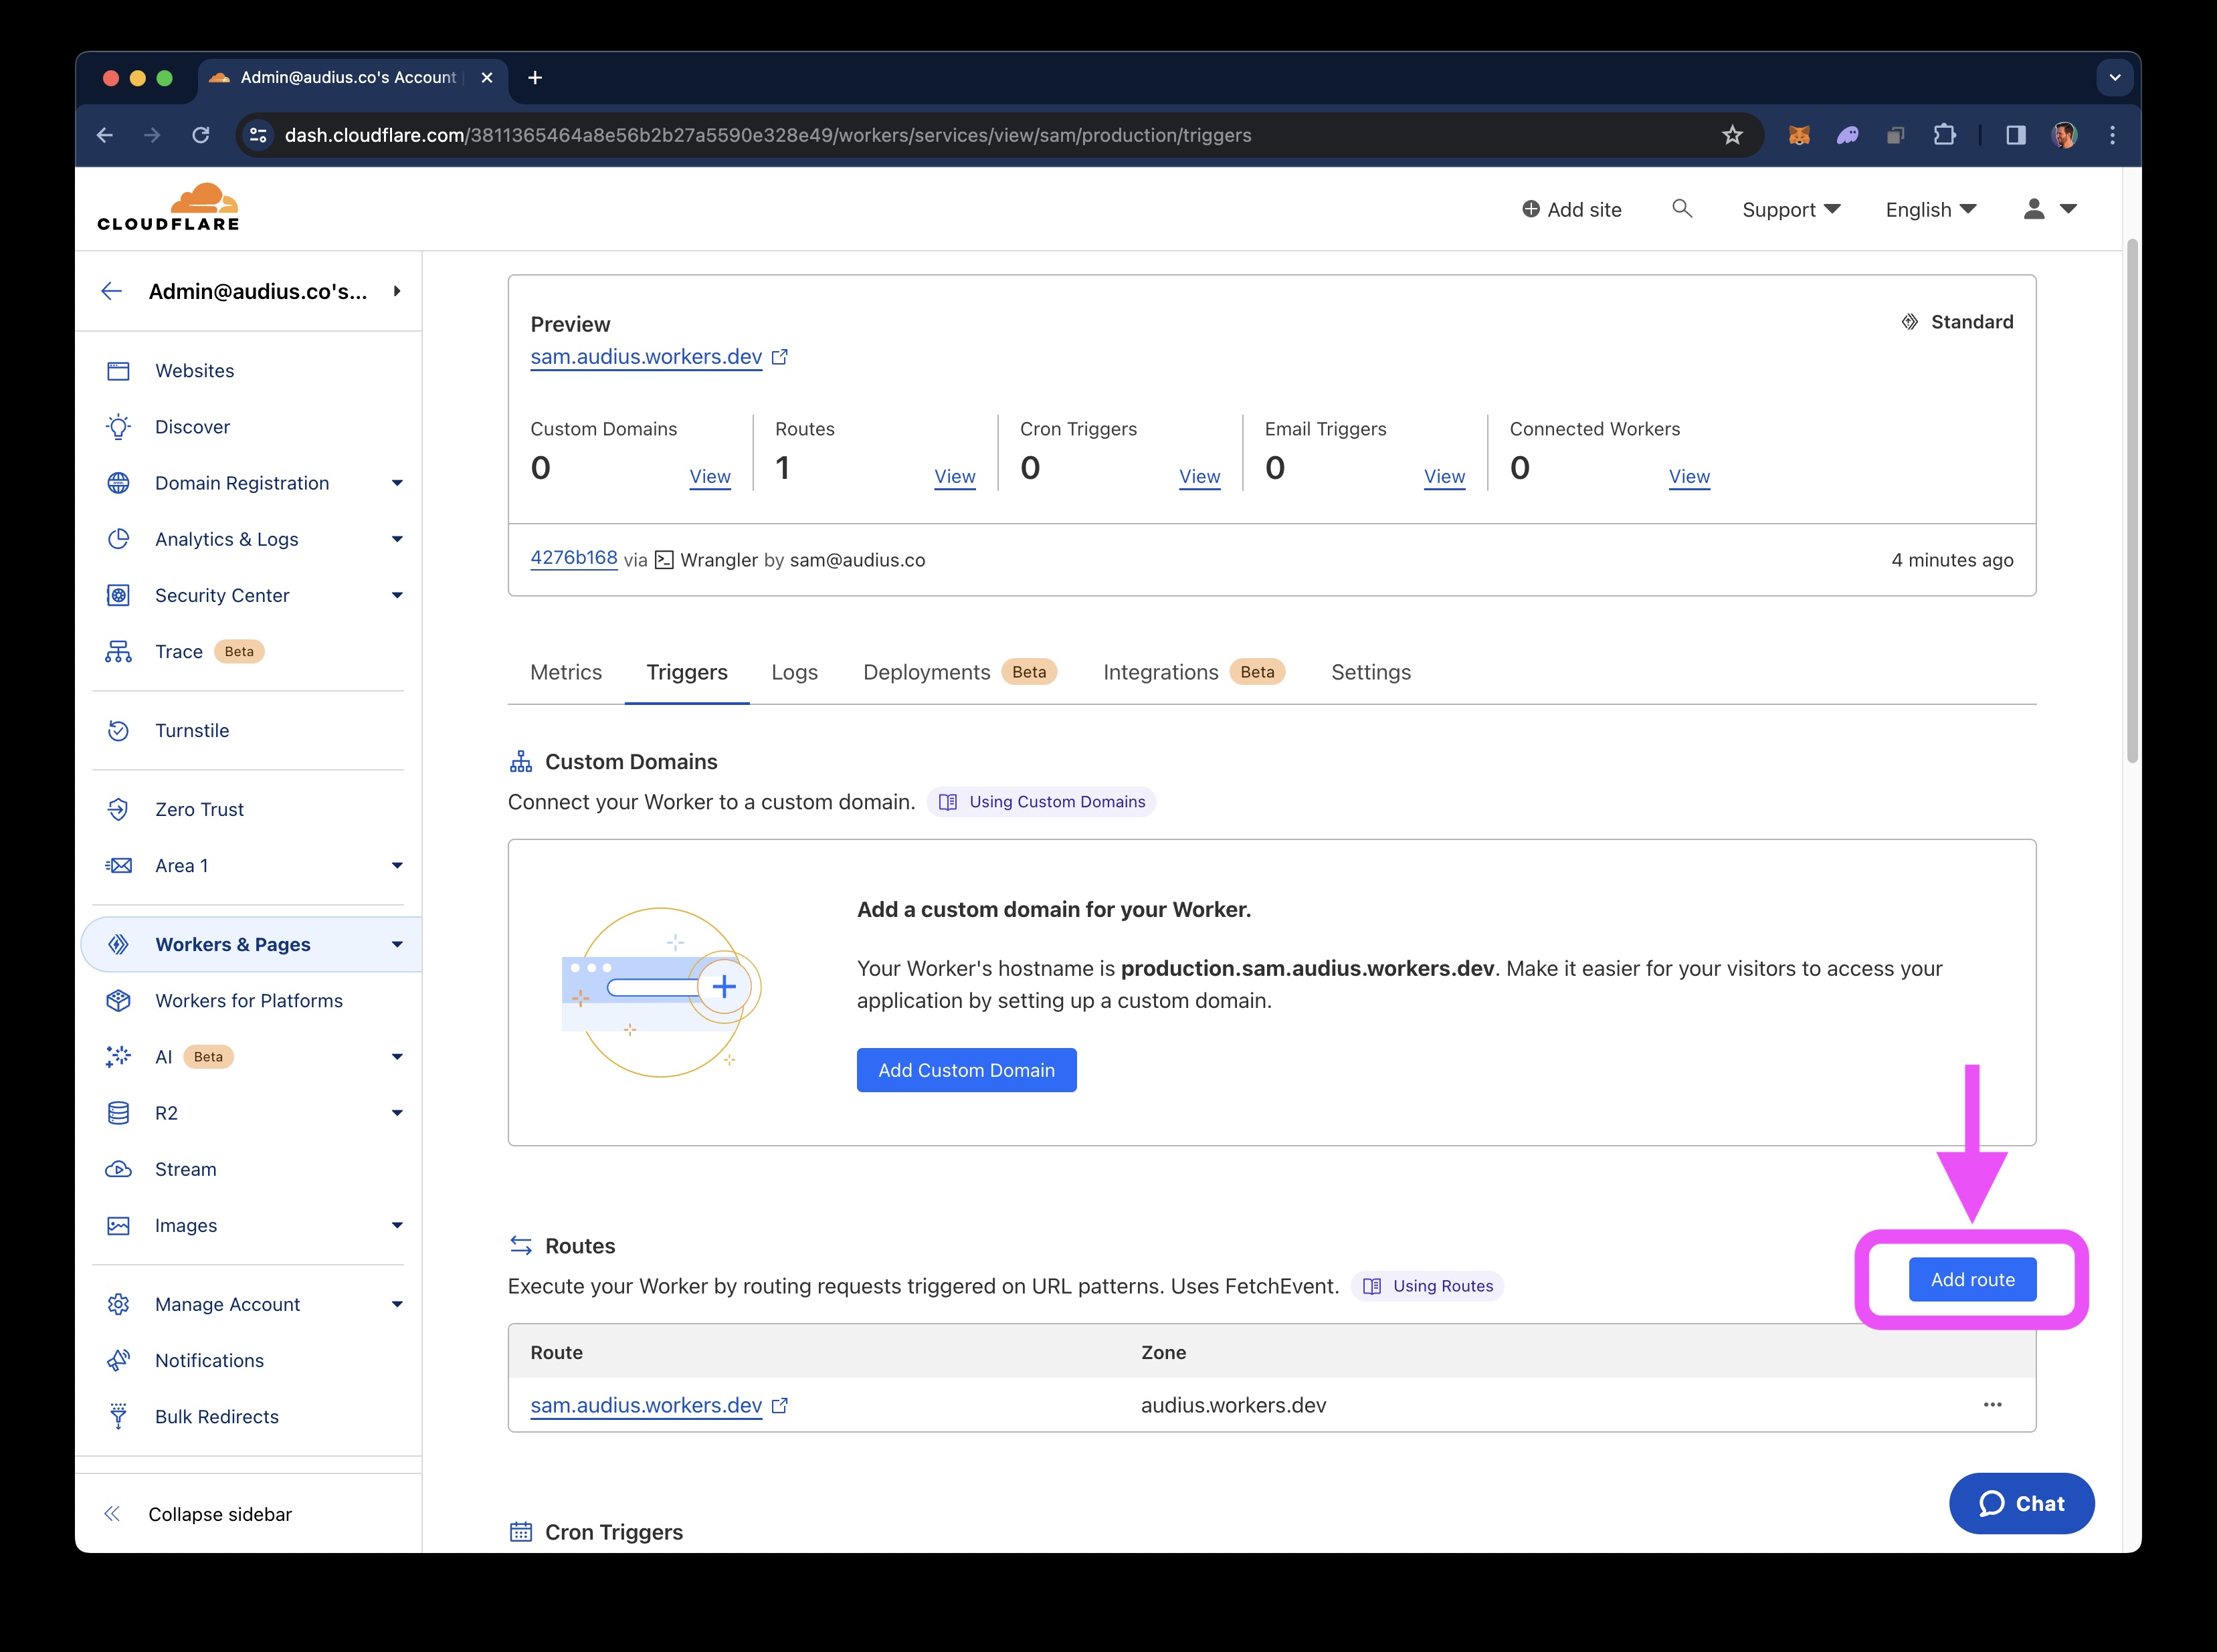 Admin@audius.co's Account
dash.cloudflare.com/3811365464a8e56b2b27a5590e328e49/workers/services/view/sam/production/triggers
CLOUDFLARE
Add site
Support
English
Admin@audius.co's...
Websites
Discover
Domain Registration
Analytics & Logs
Security Center
Trace Beta
Turnstile
Zero Trust
Area 1
Workers & Pages
Workers for Platforms
AI Beta
R2
Stream
Images
Manage Account
Notifications
Bulk Redirects
Collapse sidebar
Preview
Standard
sam.audius.workers.dev
Custom Domains Routes Cron Triggers Email Triggers Connected Workers
0 View 1 View 0 View 0 View 0 View
4276b168 via Wrangler by sam@audius.co 4 minutes ago
Metrics Triggers Logs Deployments Beta Integrations Beta Settings
Custom Domains
Connect your Worker to a custom domain. Using Custom Domains
Add a custom domain for your Worker.
Your Worker's hostname is production.sam.audius.workers.dev. Make it easier for your visitors to access your
application by setting up a custom domain.
Add Custom Domain
Routes
Execute your Worker by routing requests triggered on URL patterns. Uses FetchEvent. Using Routes
Add route
Route Zone
sam.audius.workers.dev audius.workers.dev
Chat
Cron Triggers